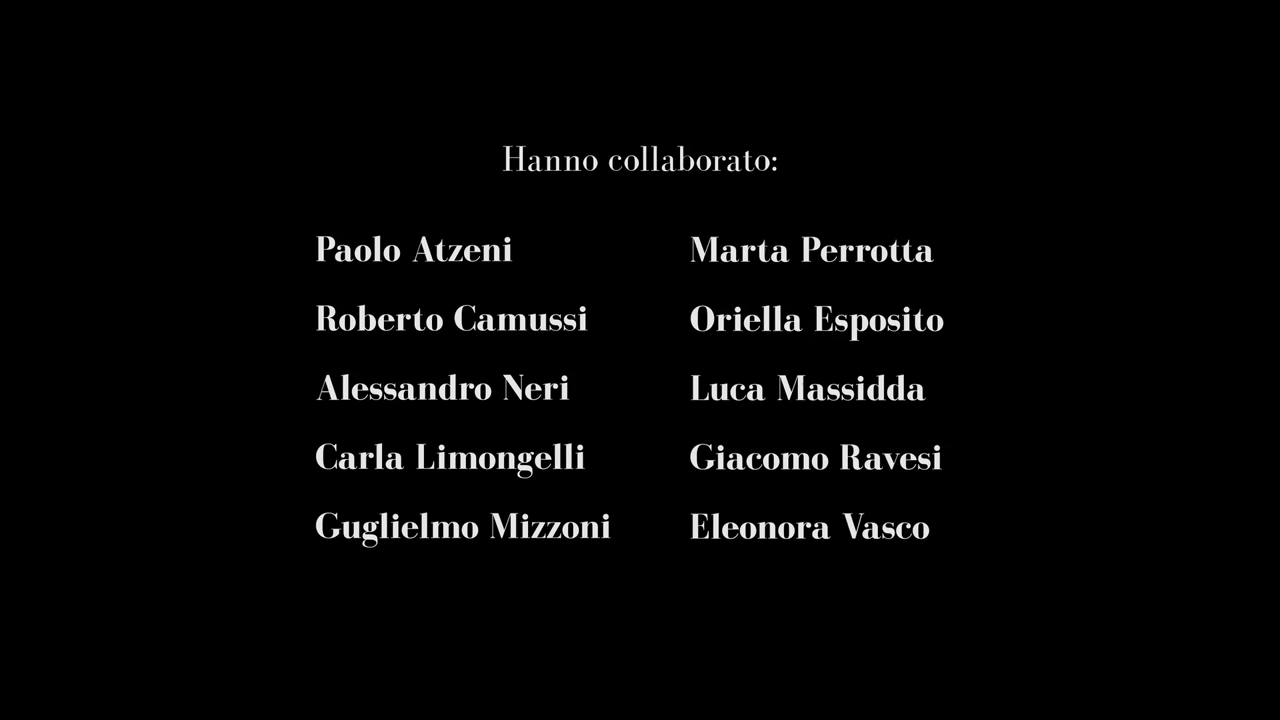 Hanno collaborato:
Paolo Atzeni
Roberto Camussi
Alessandro Neri
Carla Limongelli
Guglielmo Mizzoni
Marta Perrotta
Oriella Esposito
Luca Massidda
Giacomo Ravesi
Eleonora Vasco